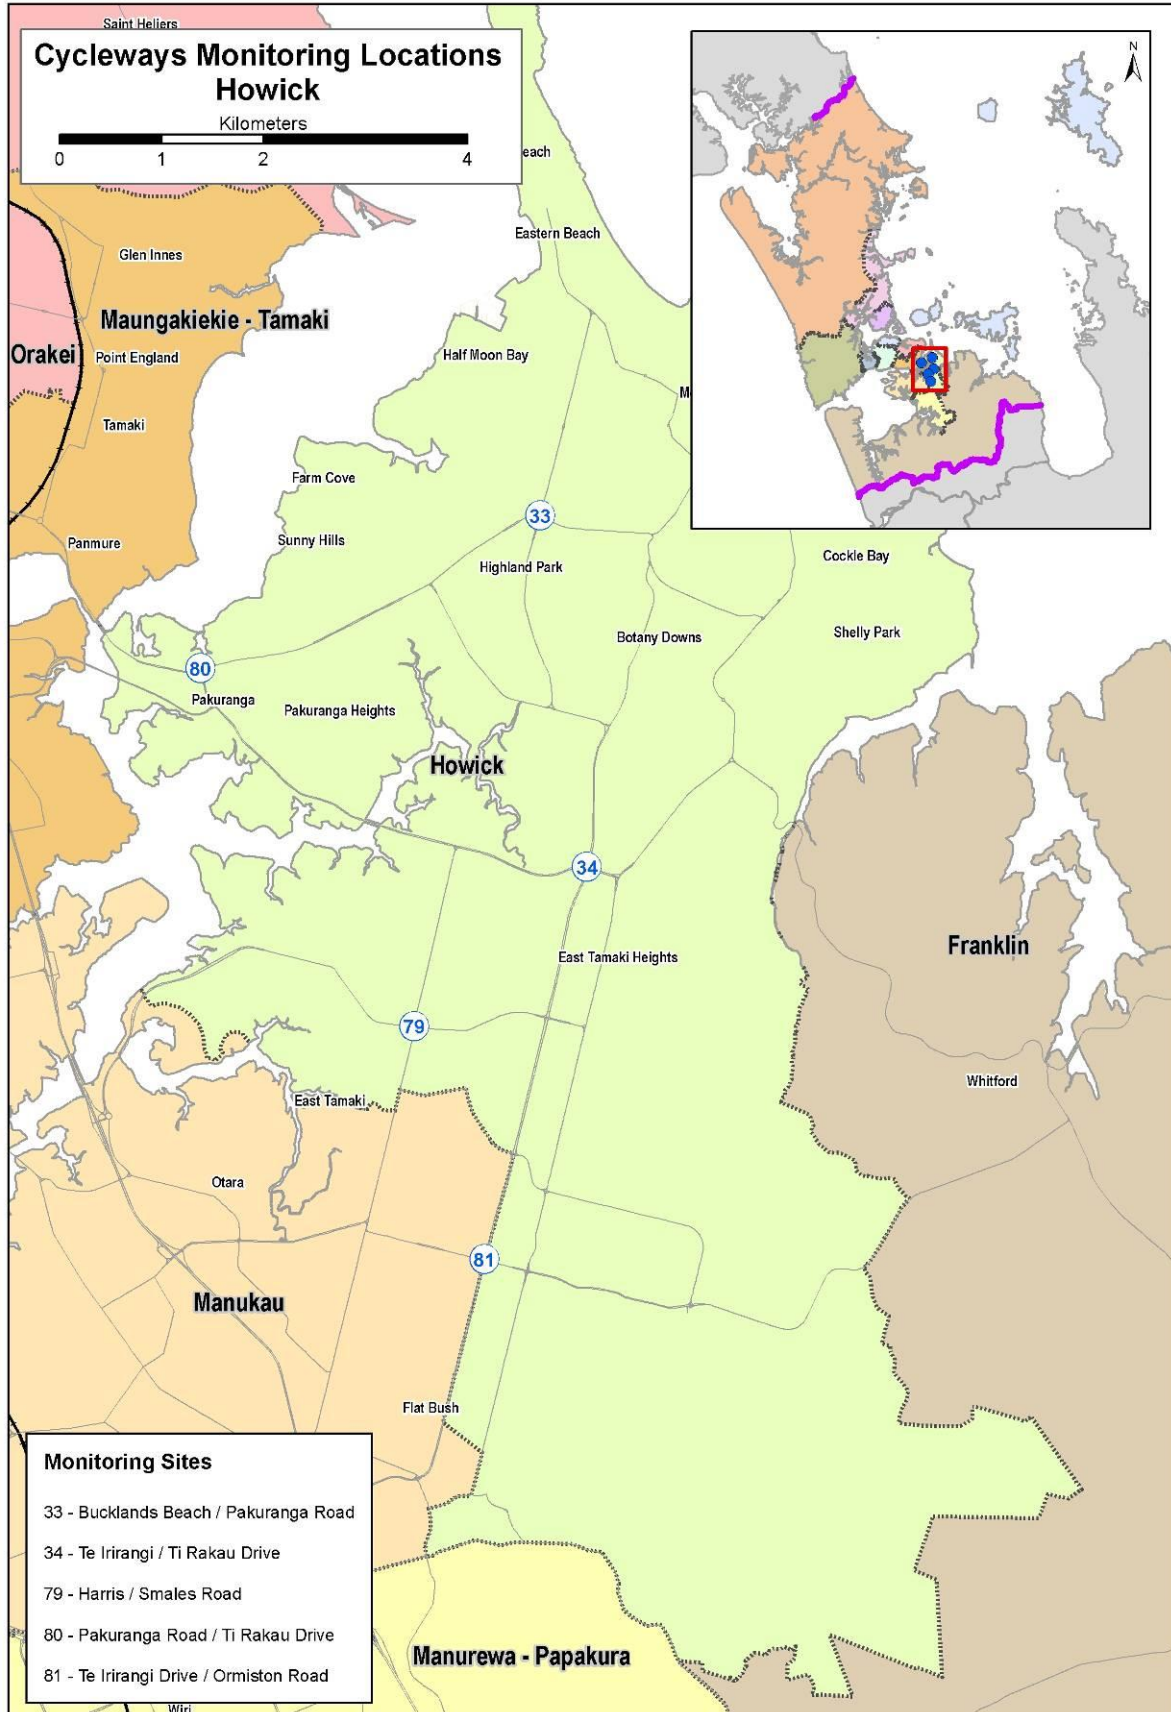 Saint Heliers
Cycleways Monitoring Locations
Howick
Kilometers
0 1 2 4
N
each
Eastern Beach
Glen Innes
Maungakiekie - Tamaki
Orakei
Point England
Half Moon Bay
Tamaki
Farm Cove
33
Sunny Hills
Panmure
Highland Park
Cockle Bay
Botany Downs
Shelly Park
80
Pakuranga
Pakuranga Heights
Howick
34
Franklin
East Tamaki Heights
79
Whitford
East Tamaki
Otara
81
Manukau
Flat Bush
Monitoring Sites
33 - Bucklands Beach / Pakuranga Road
34 - Te Irirangi / Ti Rakau Drive
79 - Harris / Smales Road
80 - Pakuranga Road / Ti Rakau Drive
81 - Te Irirangi Drive / Ormiston Road
Manurewa - Papakura
Wiri